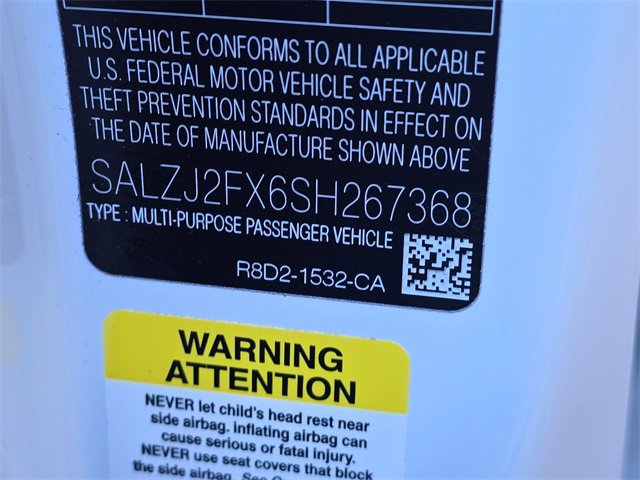 THIS VEHICLE CONFORMS TO ALL APPLICABLE
U.S. FEDERAL MOTOR VEHICLE SAFETY AND
THEFT PREVENTION STANDARDS IN EFFECT ON
THE DATE OF MANUFACTURE SHOWN ABOVE
SALZJ2FX6SH267368
TYPE : MULTI-PURPOSE PASSENGER VEHICLE
R8D2-1532-CA
WARNING
ATTENTION
NEVER let child's head rest near
side airbag. inflating airbag can
cause serious or fatal injury.
NEVER use seat covers that block
the side airbag. See